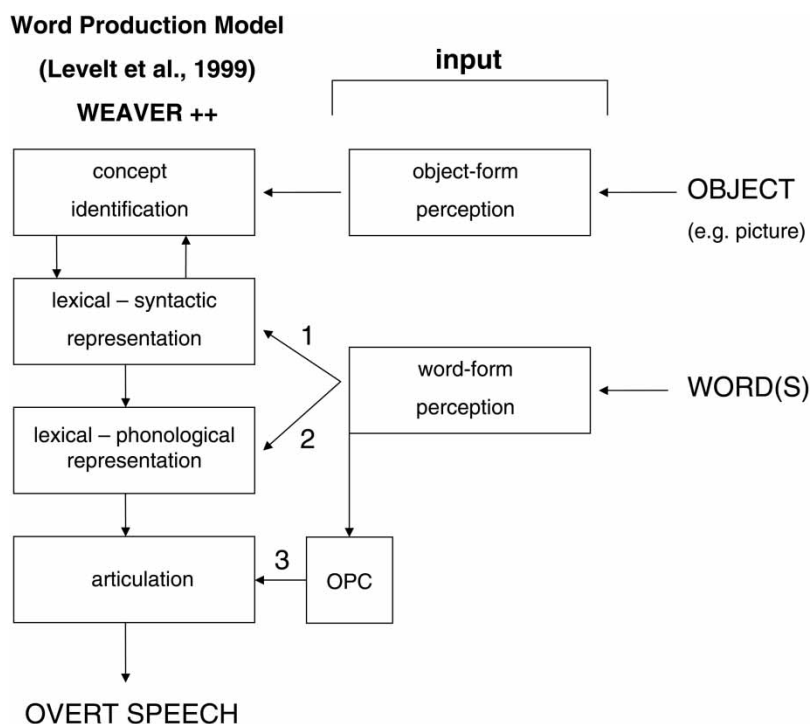 Word Production Model
(Levelt et al., 1999)
WEAVER ++
input
concept
identification
object-form
perception
OBJECT
(e.g. picture)
lexical – syntactic
representation
1
word-form
perception
WORD(S)
lexical – phonological
representation
2
articulation
3
OPC
OVERT SPEECH